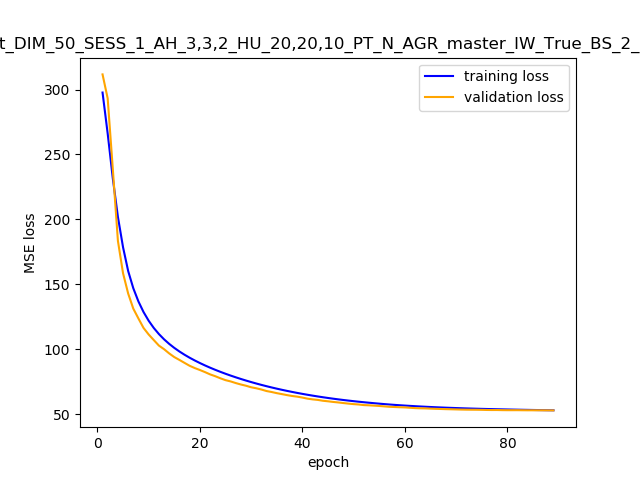 t_DIM_50_SESS_1_AH_3,3,2_HU_20,20,10_PT_N_AGR_master_IW_True_BS_2_
training loss
validation loss
300
250
200
150
100
50
MSE loss
0 20 40 60 80
epoch